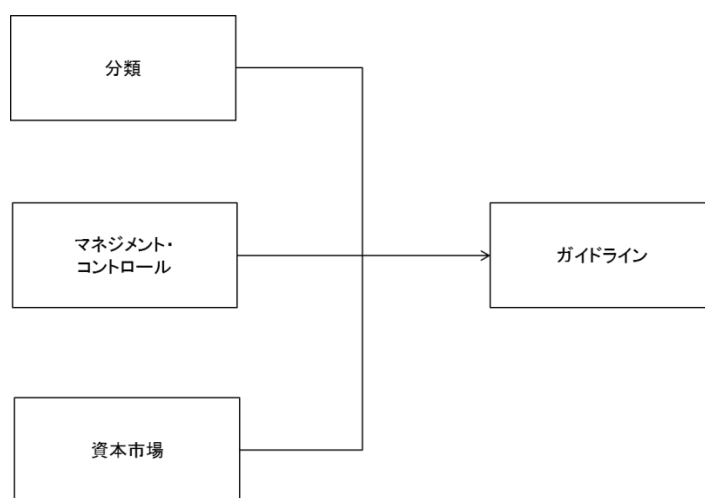 分類
マネジメント・
コントロール
ガイドライン
資本市場